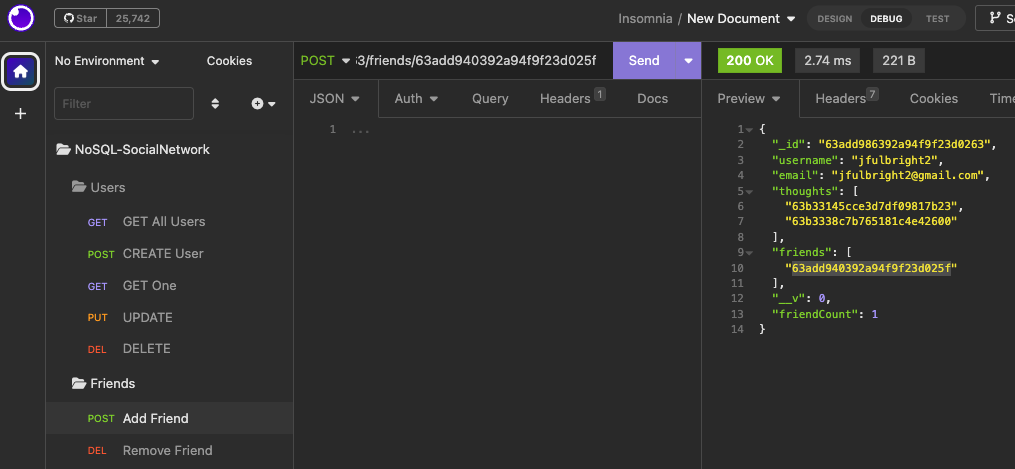 Star 25,742
Insomnia / New Document
DESIGN DEBUG TEST
No Environment Cookies
Filter
NoSQL-SocialNetwork
Users
GET GET All Users
POST CREATE User
GET GET One
PUT UPDATE
DEL DELETE
Friends
POST Add Friend
DEL Remove Friend
POST 3/friends/63add940392a94f9f23d025f Send
JSON Auth Query Headers 1 Docs
1 ...
200 OK 2.74 ms 221 B
Preview Headers 7 Cookies Time
1 {
2 "_id": "63add986392a94f9f23d0263",
3 "username": "jfulbright2",
4 "email": "jfulbright2@gmail.com",
5 "thoughts": [
6 "63b33145cce3d7df09817b23",
7 "63b3338c7b765181c4e42600"
8 ],
9 "friends": [
10 "63add940392a94f9f23d025f"
11 ],
12 "__v": 0,
13 "friendCount": 1
14 }